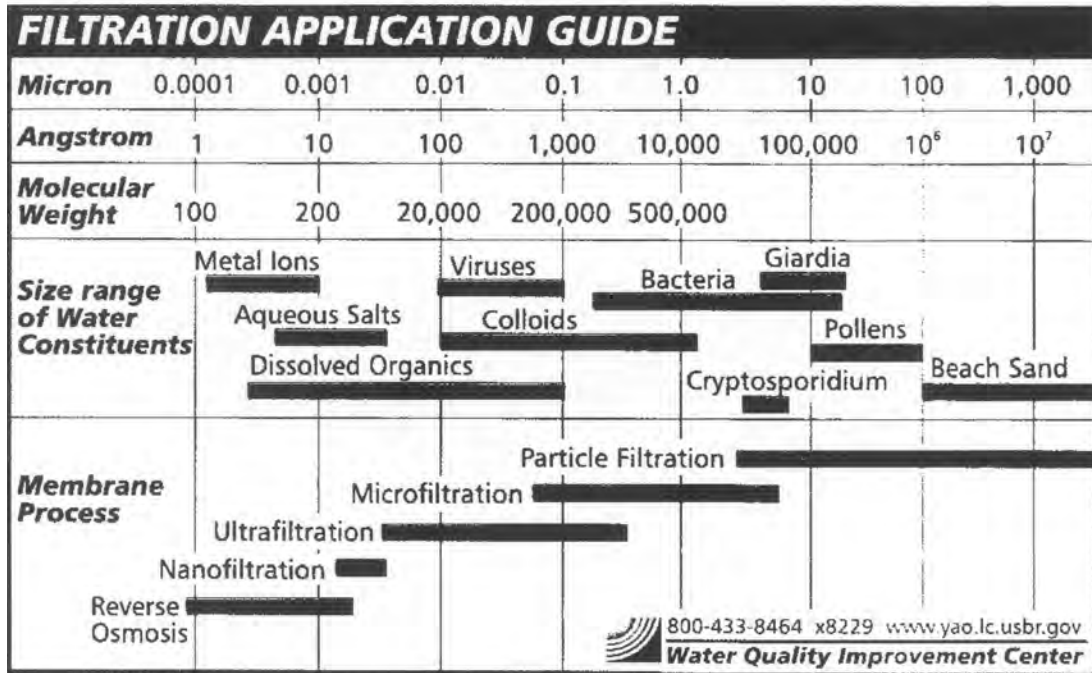 FILTRATION APPLICATION GUIDE
Micron 0.0001 0.001 0.01 0.1 1.0 10 100 1,000
Angstrom 1 10 100 1,000 10,000 100,000 10⁶ 10⁷
Molecular
Weight 100 200 20,000 200,000 500,000
Size range
of Water
Constituents
Metal Ions
Viruses
Giardia
Bacteria
Aqueous Salts
Colloids
Pollens
Dissolved Organics
Cryptosporidium
Beach Sand
Membrane
Process
Particle Filtration
Microfiltration
Ultrafiltration
Nanofiltration
Reverse
Osmosis
800-433-8464 x8229 www.yao.lc.usbr.gov
Water Quality Improvement Center